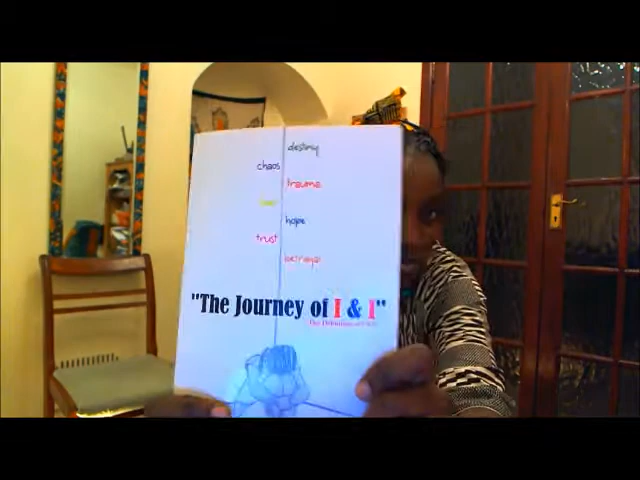 destiny
chaos
trauma
hope
trust
betrayal
"The Journey of I & I"